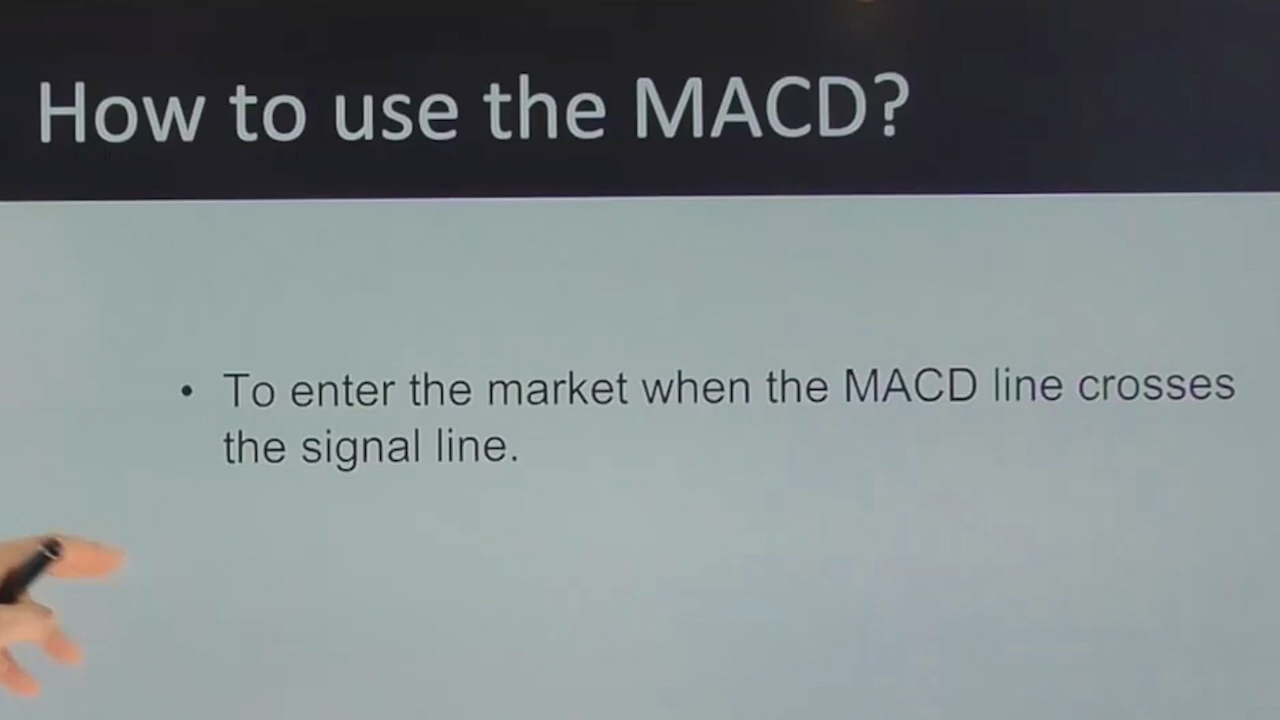 How to use the MACD?
• To enter the market when the MACD line crosses
the signal line.